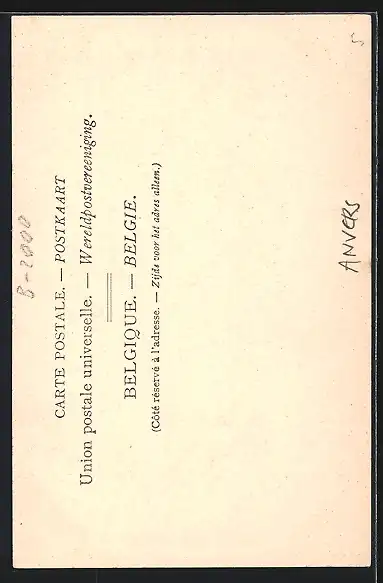 CARTE POSTALE. — POSTKAART
Union postale universelle. — Wereldpostvereeniging.
BELGIQUE. — BELGIE.
(Côté réservé à l'adresse. — Zijde voor het adres alleen.)
B-2000
ANVERS
5